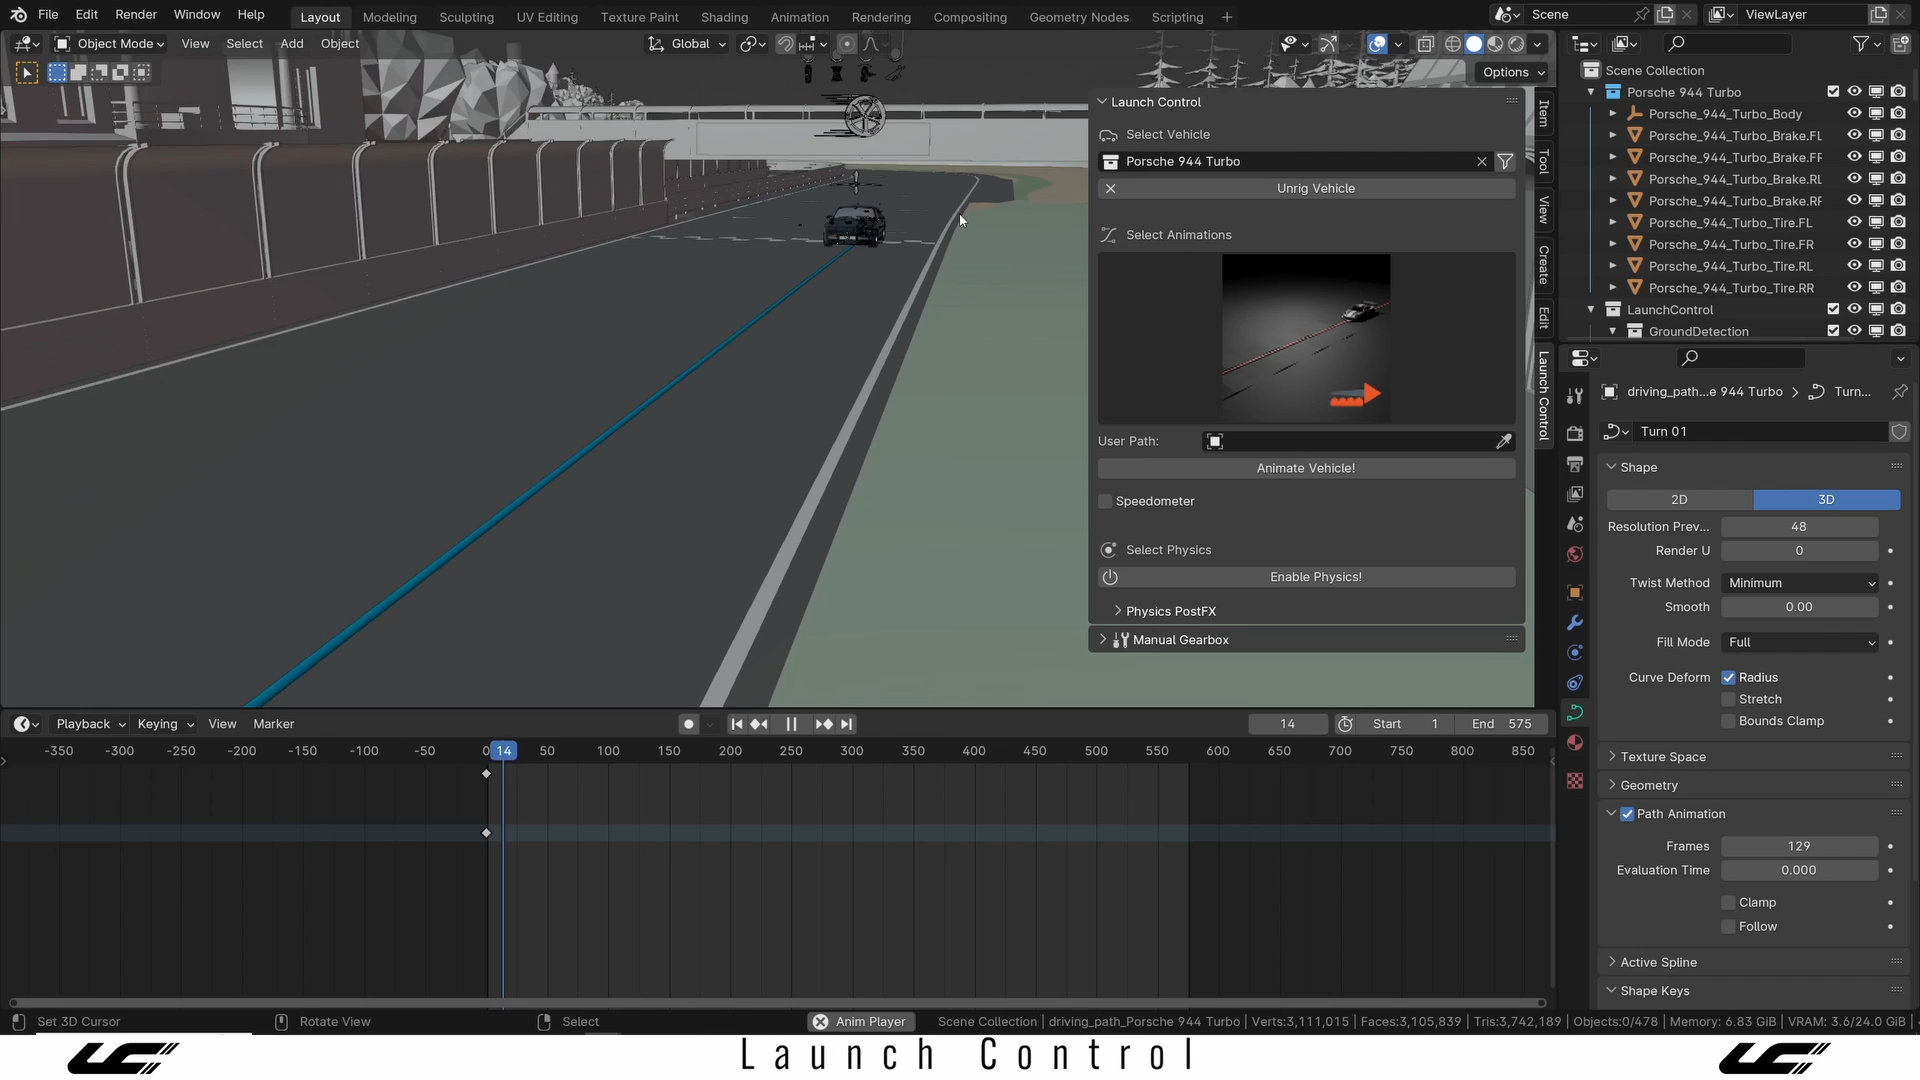 File Edit Render Window Help Layout Modeling Sculpting UV Editing Texture Paint Shading Animation Rendering Compositing Geometry Nodes Scripting + Scene ViewLayer
Object Mode View Select Add Object Global
Options
Launch Control
Select Vehicle
Porsche 944 Turbo
Unrig Vehicle
Select Animations
User Path:
Animate Vehicle!
Speedometer
Select Physics
Enable Physics!
Physics PostFX
Manual Gearbox
Item
Tool
View
Create
Edit
Launch Control
Scene Collection
Porsche 944 Turbo
Porsche_944_Turbo_Body
Porsche_944_Turbo_Brake.FL
Porsche_944_Turbo_Brake.FR
Porsche_944_Turbo_Brake.RL
Porsche_944_Turbo_Brake.RR
Porsche_944_Turbo_Tire.FL
Porsche_944_Turbo_Tire.FR
Porsche_944_Turbo_Tire.RL
Porsche_944_Turbo_Tire.RR
LaunchControl
GroundDetection
driving_path...e 944 Turbo Turn...
Turn 01
Shape
2D 3D
Resolution Prev... 48
Render U 0
Twist Method Minimum
Smooth 0.00
Fill Mode Full
Curve Deform Radius
Stretch
Bounds Clamp
Texture Space
Geometry
Path Animation
Frames 129
Evaluation Time 0.000
Clamp
Follow
Active Spline
Shape Keys
Playback Keying View Marker 14 Start 1 End 575
-350 -300 -250 -200 -150 -100 -50 0 14 50 100 150 200 250 300 350 400 450 500 550 600 650 700 750 800 850
Set 3D Cursor Rotate View Select Anim Player Scene Collection | driving_path_Porsche 944 Turbo | Verts:3,111,015 | Faces:3,105,839 | Tris:3,742,189 | Objects:0/478 | Memory: 6.83 GiB | VRAM: 3.6/24.0 GiB |
Launch Control